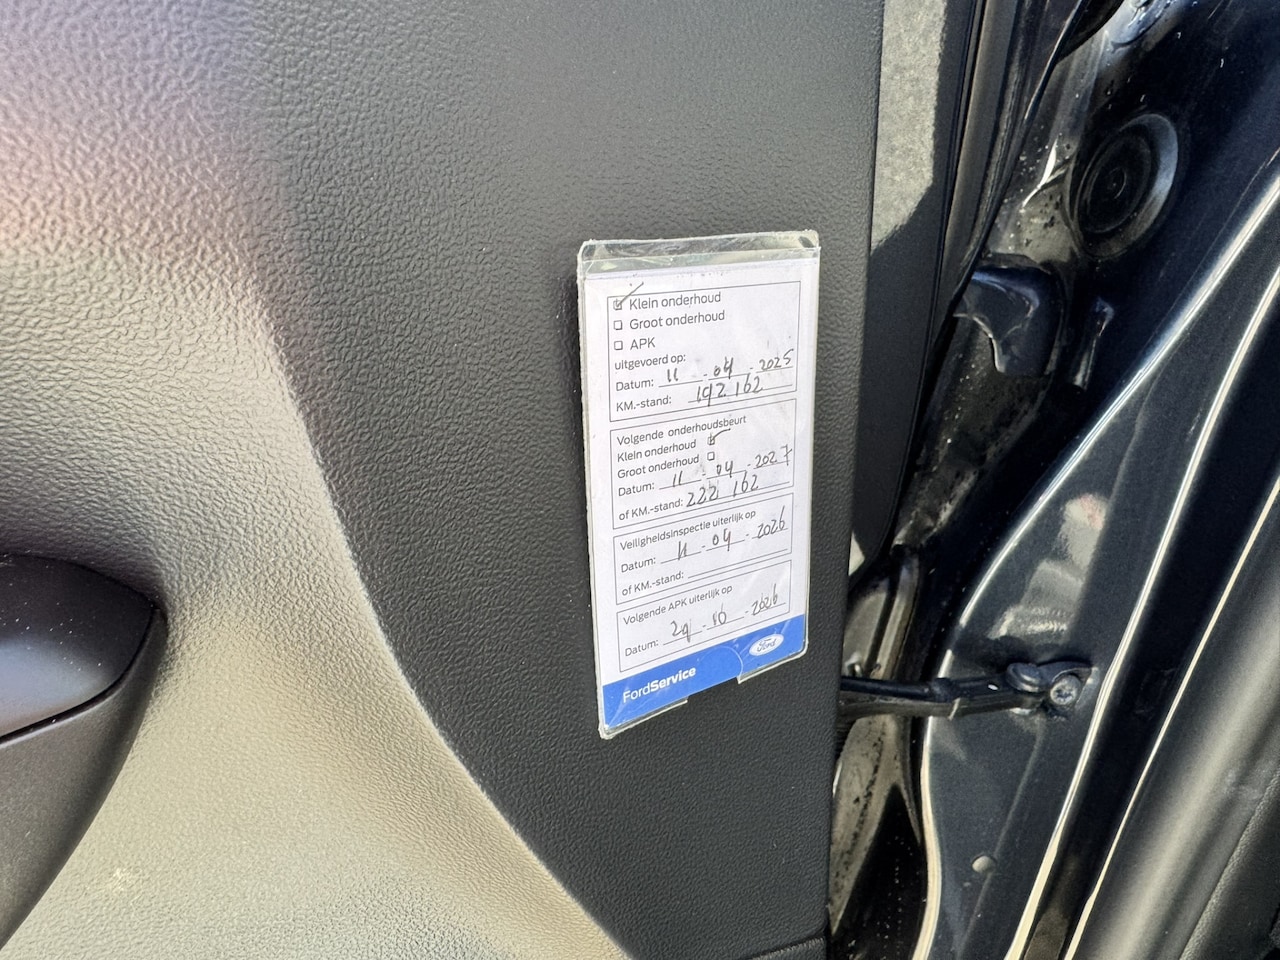 Klein onderhoud
Groot onderhoud
APK
uitgevoerd op:
Datum: 11 - 04 - 2025
KM.-stand: 192 162
Volgende onderhoudsbeurt
Klein onderhoud
Groot onderhoud
Datum: 11 - 04 - 2027
of KM.-stand: 222 162
Veiligheidsinspectie uiterlijk op
Datum: 11 - 04 - 2026
of KM.-stand:
Volgende APK uiterlijk op
Datum: 29 - 10 - 2026
FordService
Ford